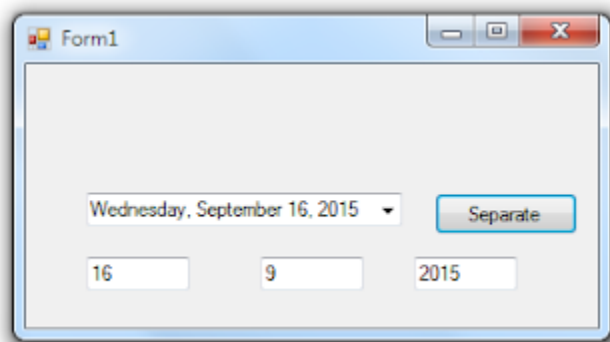 Form1
Wednesday, September 16, 2015
Separate
16
9
2015